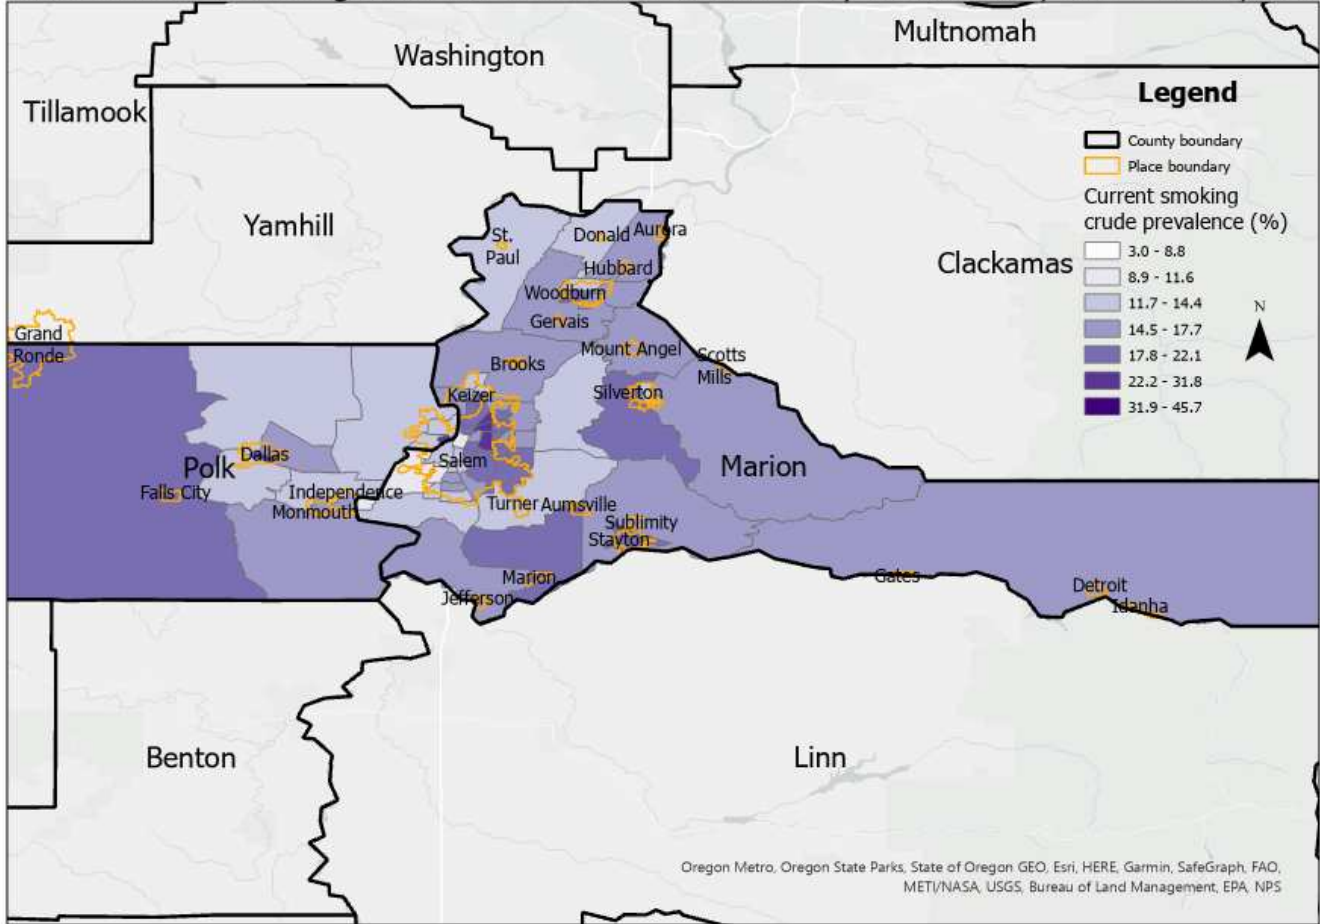 Multnomah
Washington
Tillamook
Legend
County boundary
Place boundary
Current smoking
crude prevalence (%)
3.0 - 8.8
8.9 - 11.6
11.7 - 14.4
14.5 - 17.7
17.8 - 22.1
22.2 - 31.8
31.9 - 45.7
N
Yamhill
St.
Paul
Donald
Aurora
Clackamas
Hubbard
Woodburn
Gervais
Grand
Ronde
Mount Angel
Scotts
Mills
Brooks
Keizer
Silverton
Dallas
Polk
Salem
Marion
Falls City
Independence
Monmouth
Turner
Aumsville
Sublimity
Stayton
Marion
Gates
Detroit
Jefferson
Idanha
Benton
Linn
Oregon Metro, Oregon State Parks, State of Oregon GEO, Esri, HERE, Garmin, SafeGraph, FAO,
METI/NASA, USGS, Bureau of Land Management, EPA, NPS